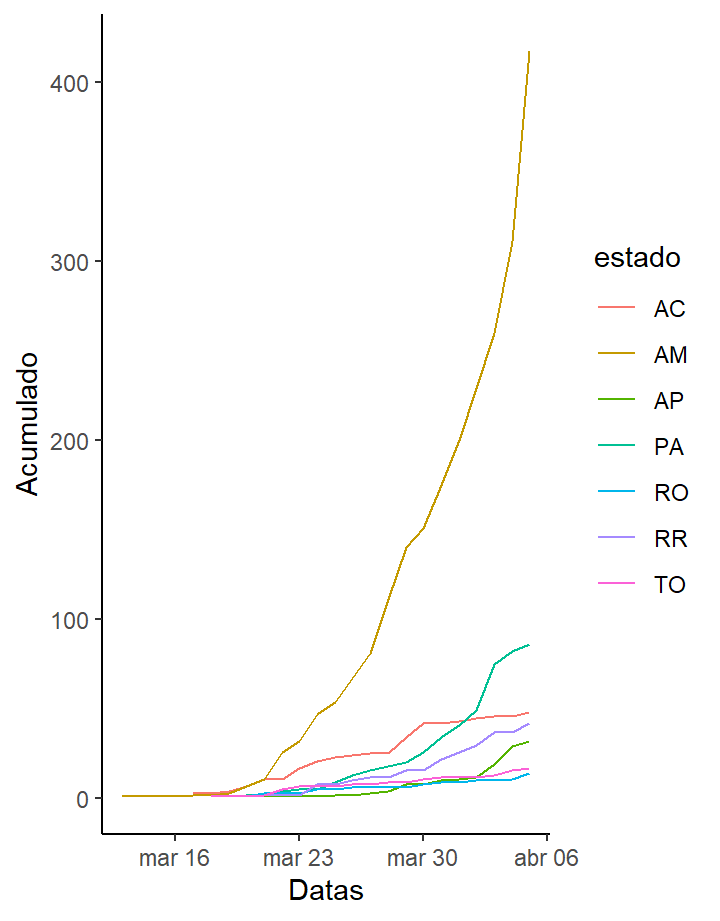 400
300
200
100
0
Acumulado
mar 16
mar 23
mar 30
abr 06
Datas
estado
AC
AM
AP
PA
RO
RR
TO